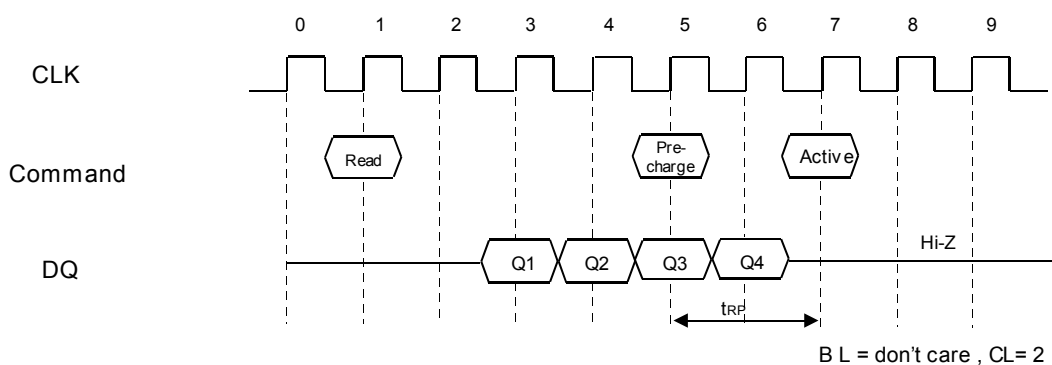 0 1 2 3 4 5 6 7 8 9
CLK
Command
Read
Pre-
charge
Active
DQ
Q1 Q2 Q3 Q4
Hi-Z
tRP
B L = don't care , CL= 2